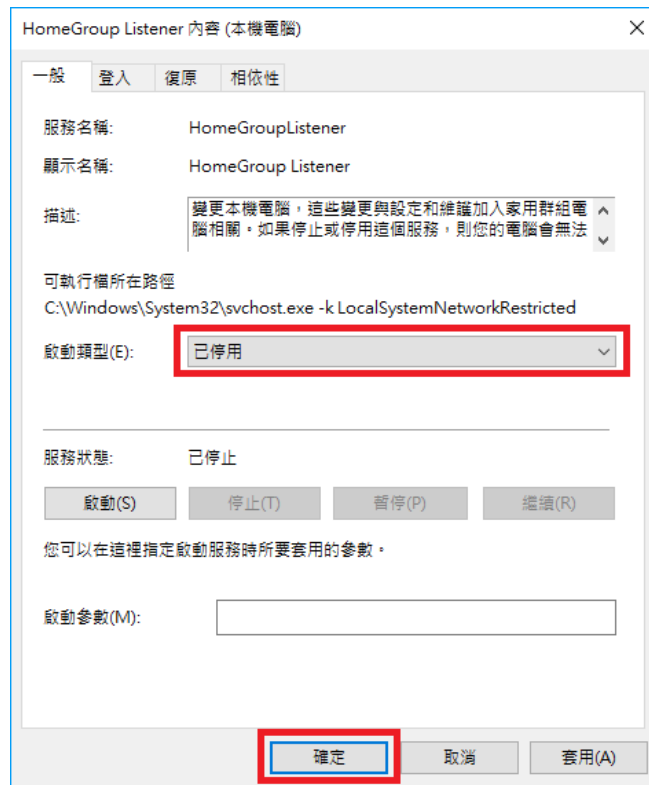 HomeGroup Listener 內容 (本機電腦)
一般 登入 復原 相依性
服務名稱: HomeGroupListener
顯示名稱: HomeGroup Listener
描述: 變更本機電腦，這些變更與設定和維護加入家用群組電
腦相關。如果停止或停用這個服務，則您的電腦會無法
可執行檔所在路徑
C:\Windows\System32\svchost.exe -k LocalSystemNetworkRestricted
啟動類型(E): 已停用
服務狀態: 已停止
啟動(S) 停止(T) 暫停(P) 繼續(R)
您可以在這裡指定啟動服務時所要套用的參數。
啟動參數(M):
確定 取消 套用(A)